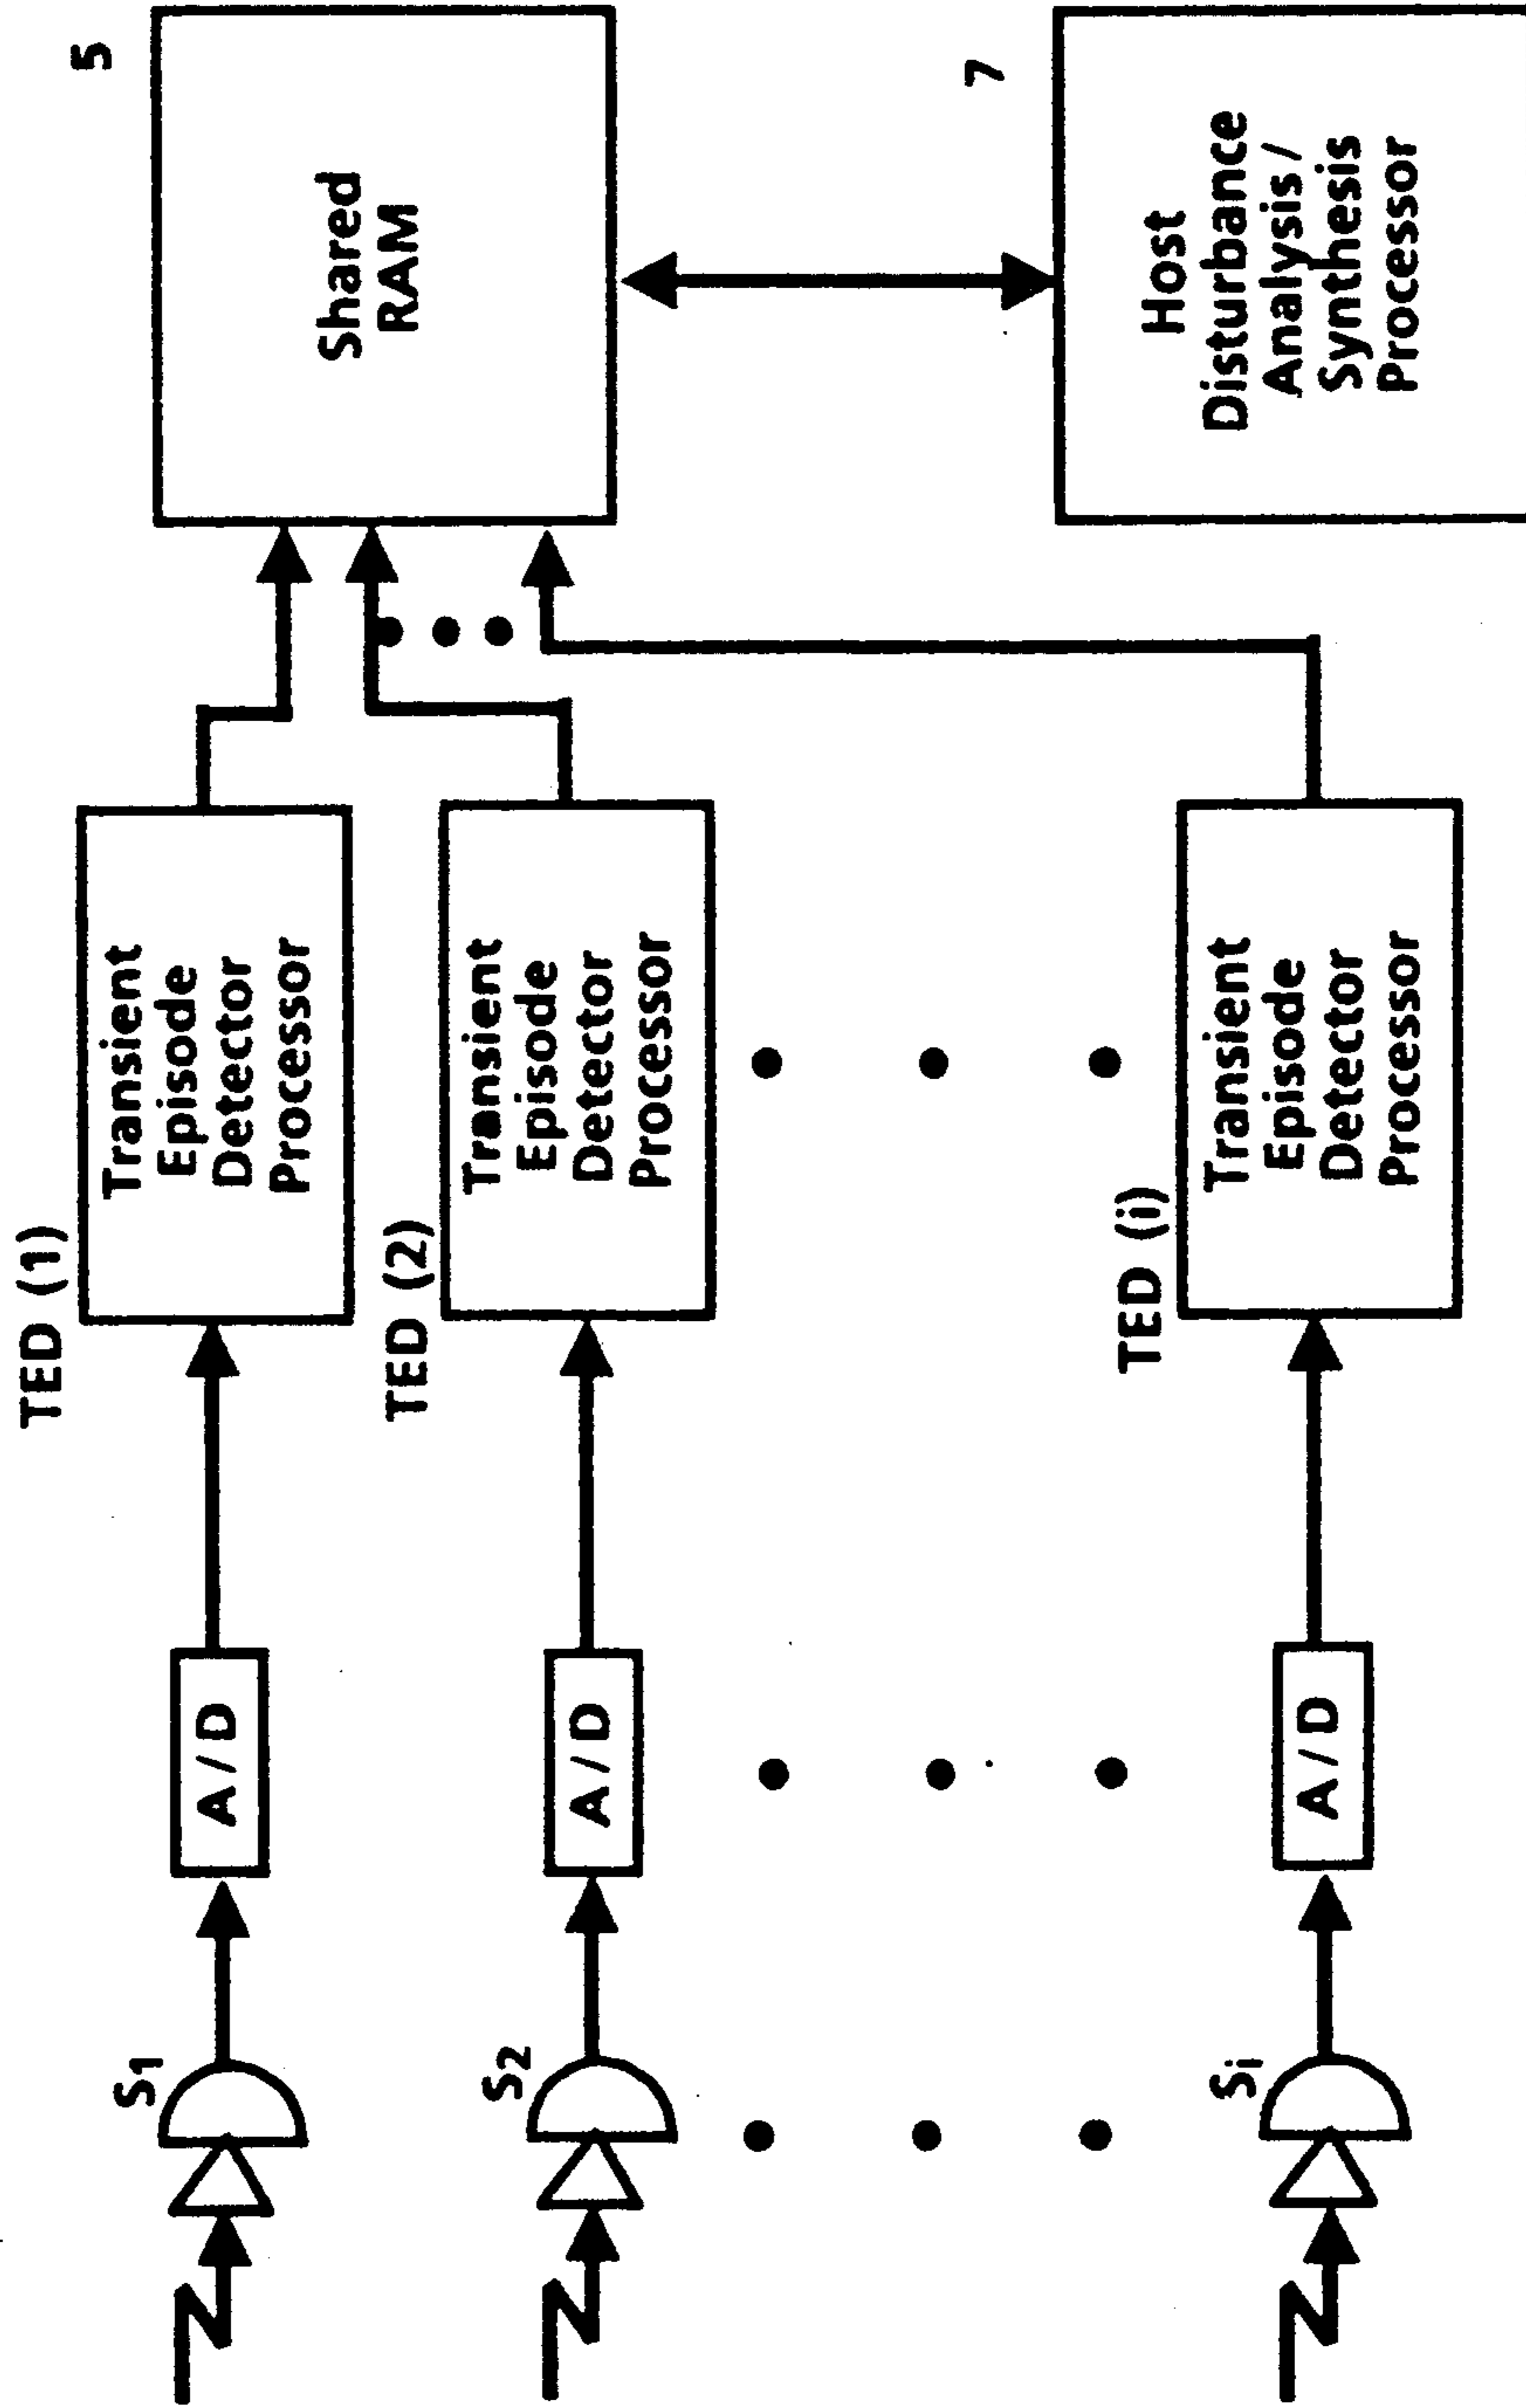 S1
A/D
TED (1)
Transient
Episode
Detector
Processor
S2
A/D
TED (2)
Transient
Episode
Detector
Processor
Si
A/D
TED (i)
Transient
Episode
Detector
Processor
5
Shared
RAM
7
Host
Disturbance
Analysis/
Synthesis
Processor